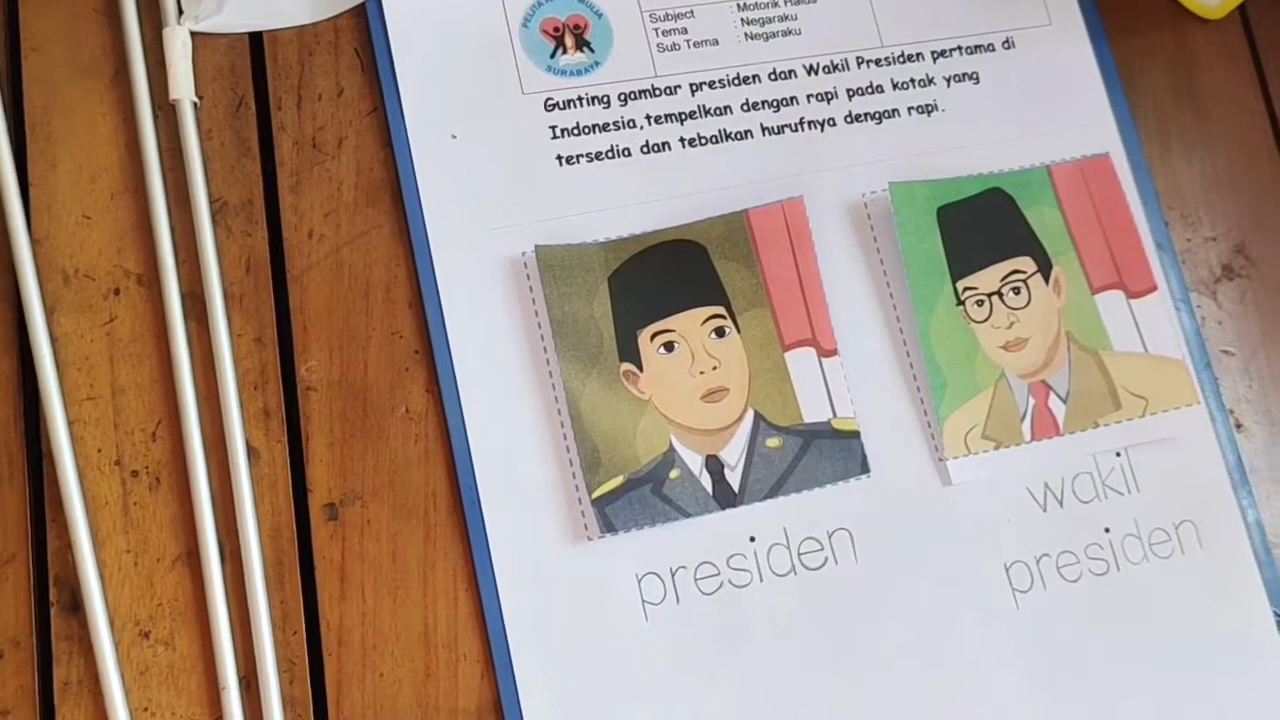 SURABAYA
Subject : Motorik Halus
Tema : Negaraku
Sub Tema : Negaraku
Gunting gambar presiden dan Wakil Presiden pertama di
Indonesia,tempelkan dengan rapi pada kotak yang
tersedia dan tebalkan hurufnya dengan rapi.
presiden
wakil
presiden